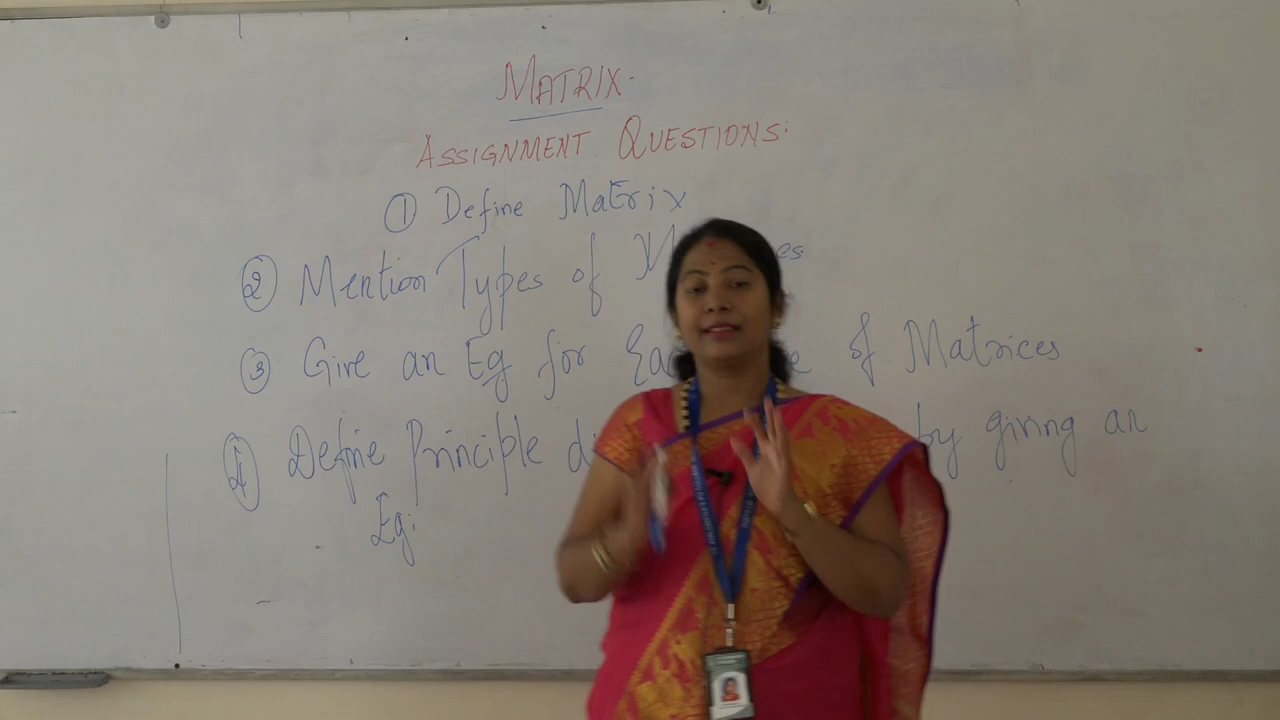 MATRIX.
ASSIGNMENT QUESTIONS:
① Define Matrix
② Mention Types of
③ Give an Eg for of Matrices
④ Define Principle by giving an
Eg: